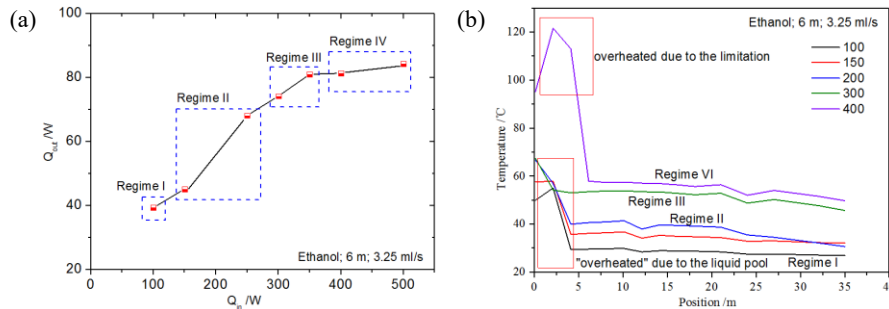 (a)
100
80
60
40
20
Q_out /W
Regime I
Regime II
Regime III
Regime IV
Ethanol; 6 m; 3.25 ml/s
0
100
200
300
400
500
Q_in /W
(b)
140
120
100
80
60
40
20
Temperature /℃
Ethanol; 6 m; 3.25 ml/s
overheated due to the limitation
100
150
200
300
400
Regime VI
Regime III
Regime II
"overheated" due to the liquid pool
Regime I
0
5
10
15
20
25
30
35
4
Position /m